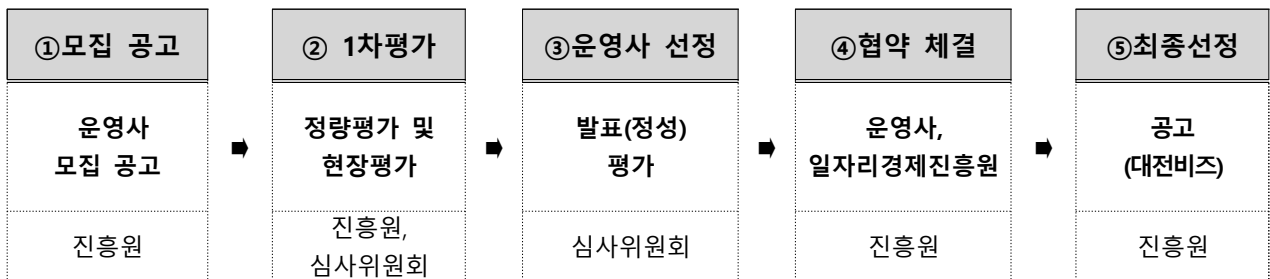 ①모집 공고
② 1차평가
③운영사 선정
④협약 체결
⑤최종선정
운영사
모집 공고
정량평가 및
현장평가
발표(정성)
평가
운영사,
일자리경제진흥원
공고
(대전비즈)
진흥원
진흥원,
심사위원회
심사위원회
진흥원
진흥원